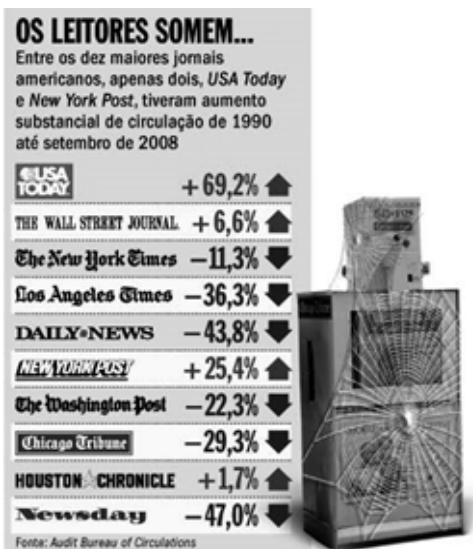 OS LEITORES SOMEM...
Entre os dez maiores jornais
americanos, apenas dois, USA Today
e New York Post, tiveram aumento
substancial de circulação de 1990
até setembro de 2008
USA
TODAY +69,2%
THE WALL STREET JOURNAL. +6,6%
The New York Times −11,3%
Los Angeles Times −36,3%
DAILY NEWS −43,8%
NEW YORK POST +25,4%
The Washington Post −22,3%
Chicago Tribune −29,3%
HOUSTON CHRONICLE +1,7%
Newsday −47,0%
Fonte: Audit Bureau of Circulations